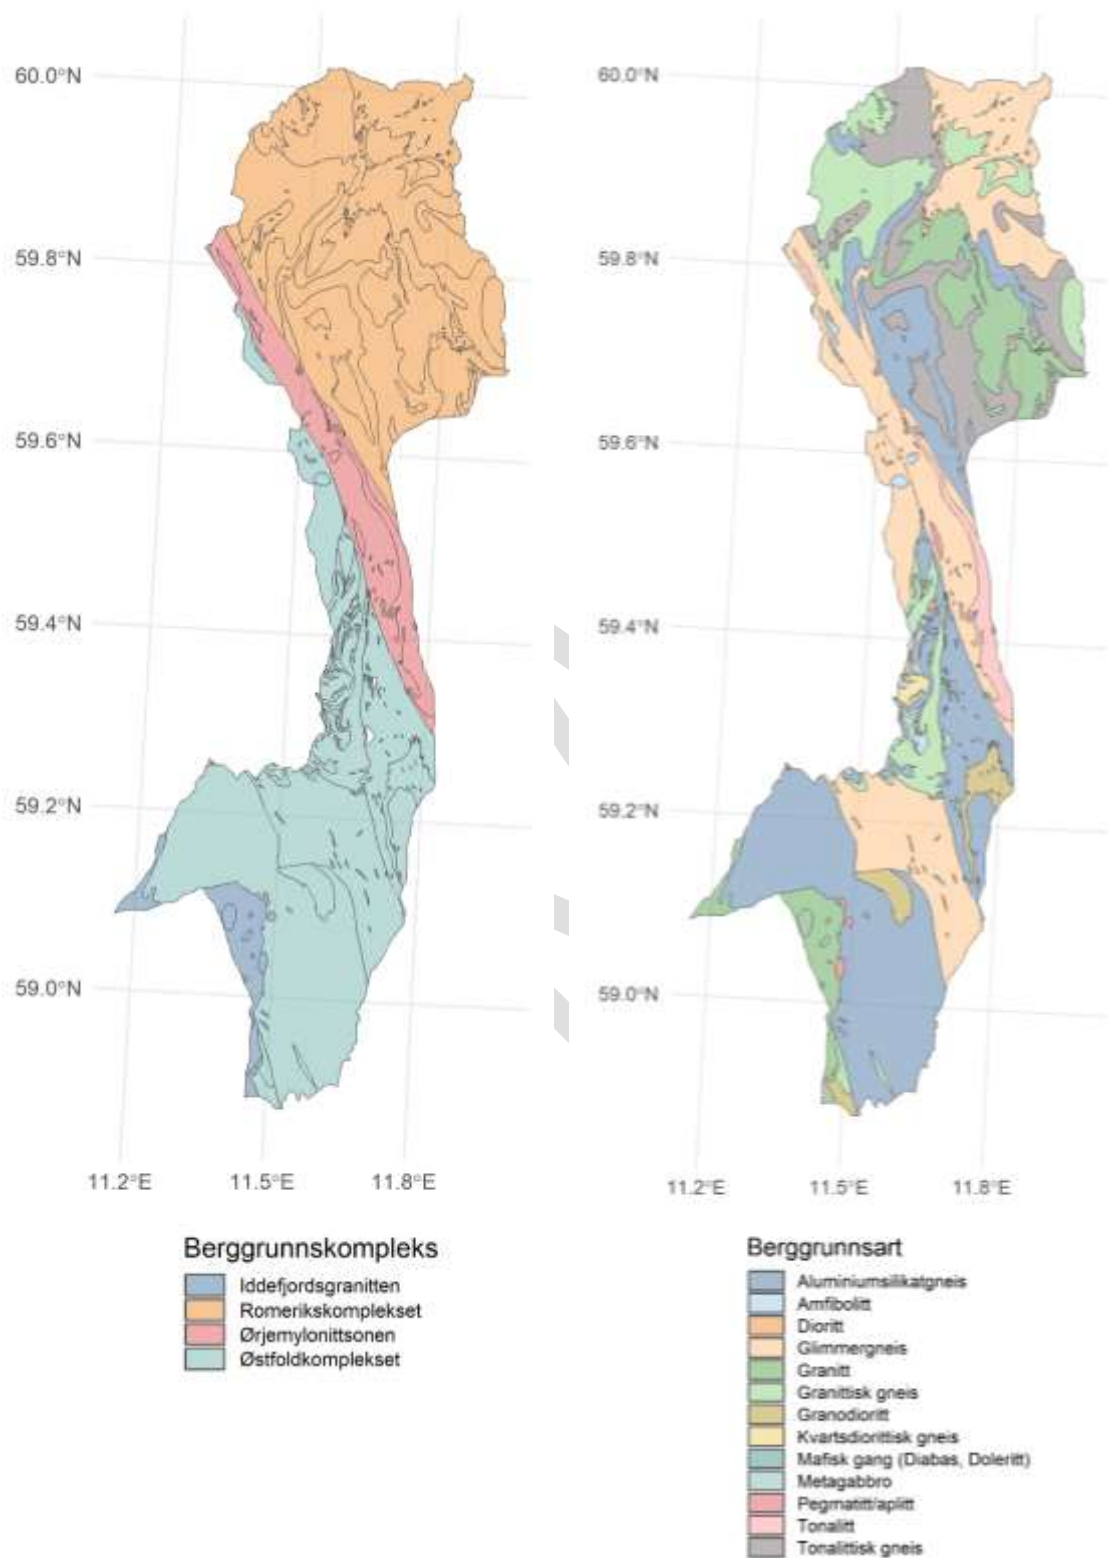 60.0°N
59.8°N
59.6°N
59.4°N
59.2°N
59.0°N
11.2°E 11.5°E 11.8°E
Berggrunnskompleks
Iddefjordsgranitten
Romerikskomplekset
Ørjemylonittsonen
Østfoldkomplekset
60.0°N
59.8°N
59.6°N
59.4°N
59.2°N
59.0°N
11.2°E 11.5°E 11.8°E
Berggrunnsart
Aluminiumsilikatgneis
Amfibolitt
Dioritt
Glimmergneis
Granitt
Granittisk gneis
Granodioritt
Kvartsdiorittisk gneis
Mafisk gang (Diabas, Doleritt)
Metagabbro
Pegmatitt/aplitt
Tonalitt
Tonalittisk gneis